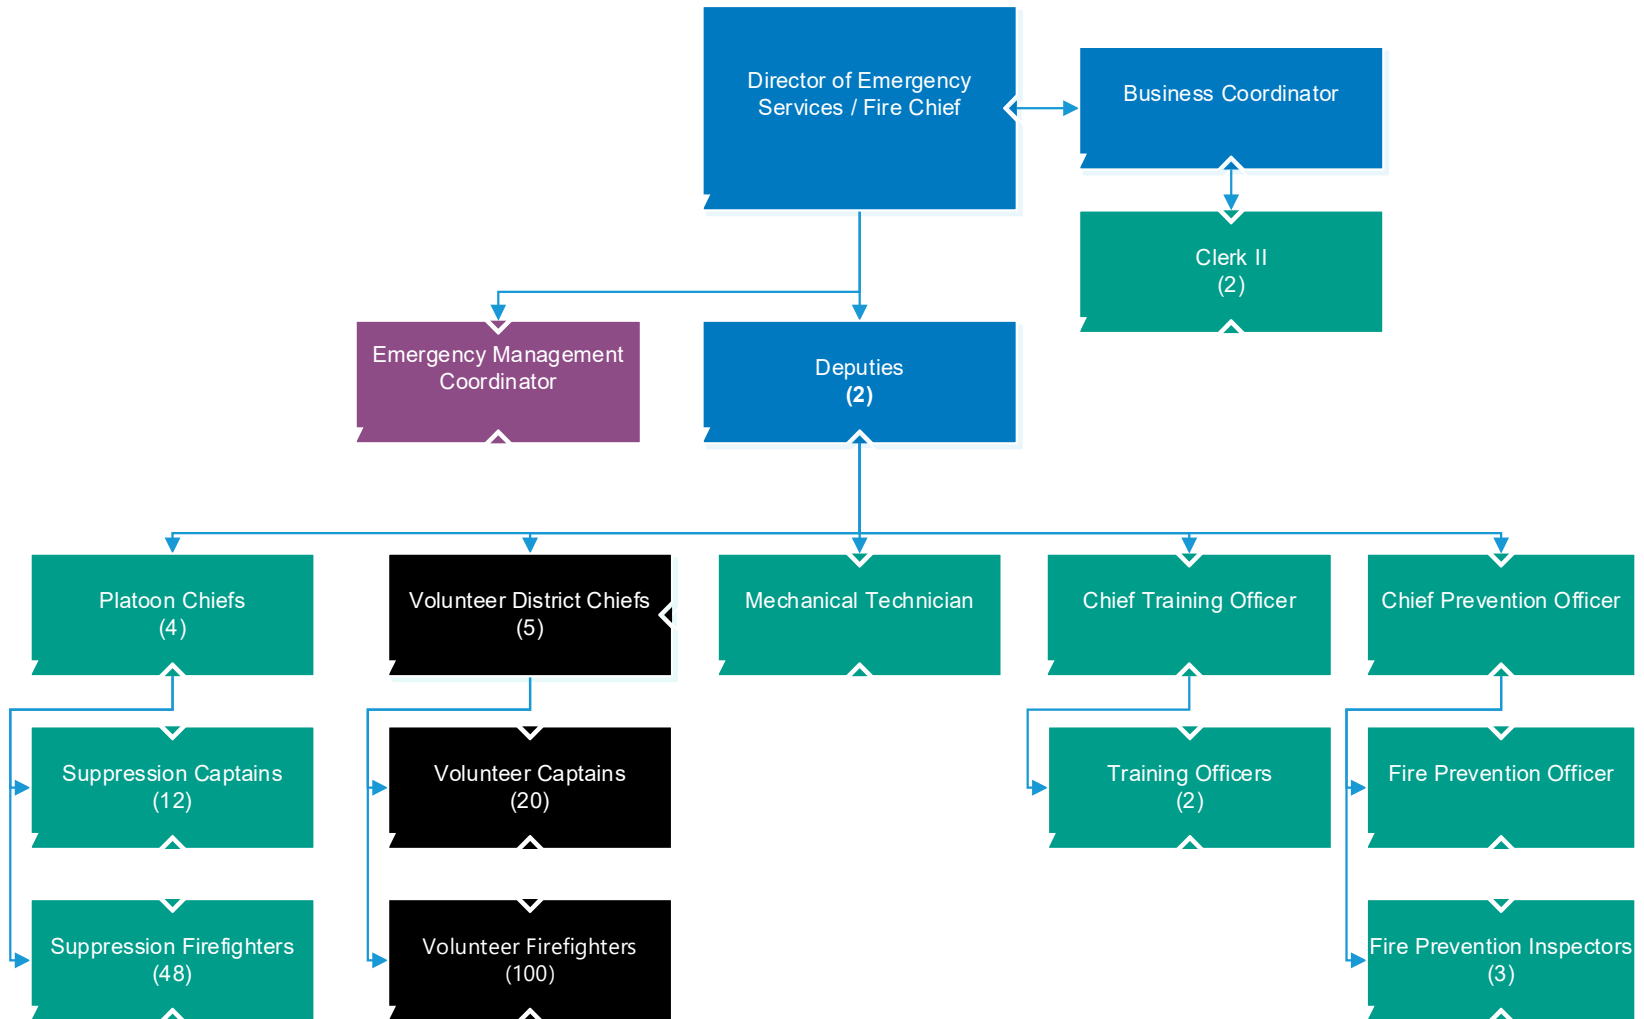 Director of Emergency
Services / Fire Chief
Business Coordinator
Clerk II
(2)
Emergency Management
Coordinator
Deputies
(2)
Platoon Chiefs
(4)
Volunteer District Chiefs
(5)
Mechanical Technician
Chief Training Officer
Chief Prevention Officer
Suppression Captains
(12)
Volunteer Captains
(20)
Training Officers
(2)
Fire Prevention Officer
Suppression Firefighters
(48)
Volunteer Firefighters
(100)
Fire Prevention Inspectors
(3)